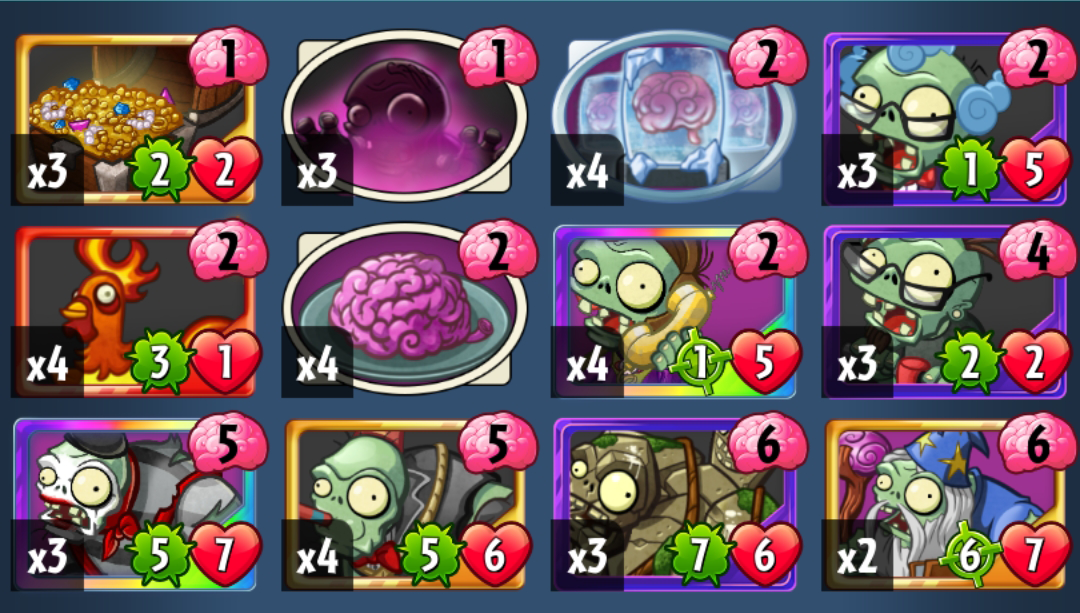 1 1 2 2
x3 2 2 x3 x4 x3 1 5
2 2 2 4
x4 3 1 x4 x4 1 5 x3 2 2
5 5 6 6
x3 5 7 x4 5 6 x3 7 6 x2 6 7